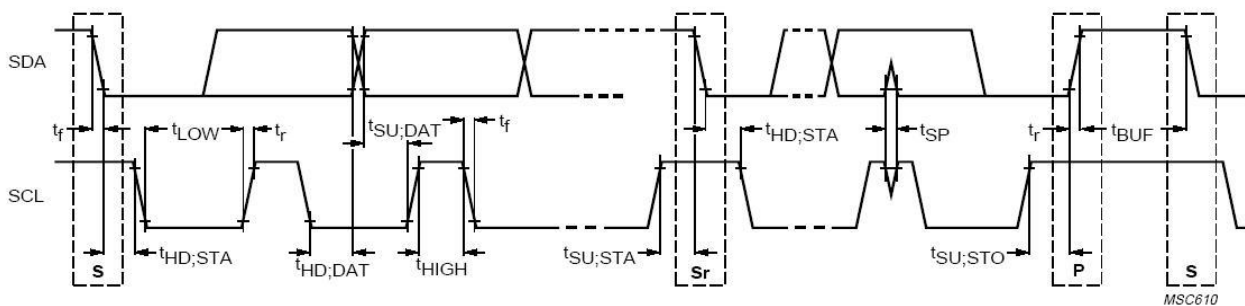 SDA
tf
tLOW
tr
tSU;DAT
tf
tHD;STA
tSP
tr
tBUF
SCL
S
tHD;STA
tHD;DAT
tHIGH
tSU;STA
Sr
tSU;STO
P
S
MSC610